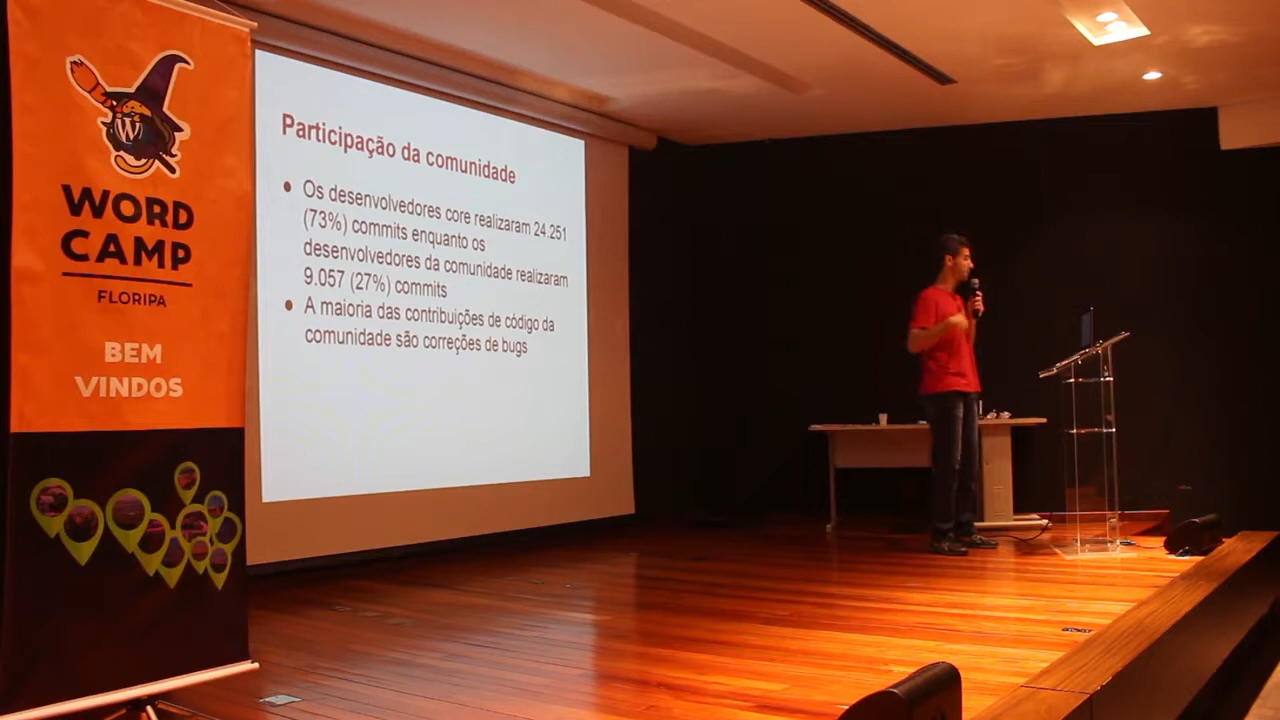 WORD
CAMP
FLORIPA
BEM
VINDOS
Participação da comunidade
• Os desenvolvedores core realizaram 24.251
(73%) commits enquanto os
desenvolvedores da comunidade realizaram
9.057 (27%) commits
• A maioria das contribuições de código da
comunidade são correções de bugs